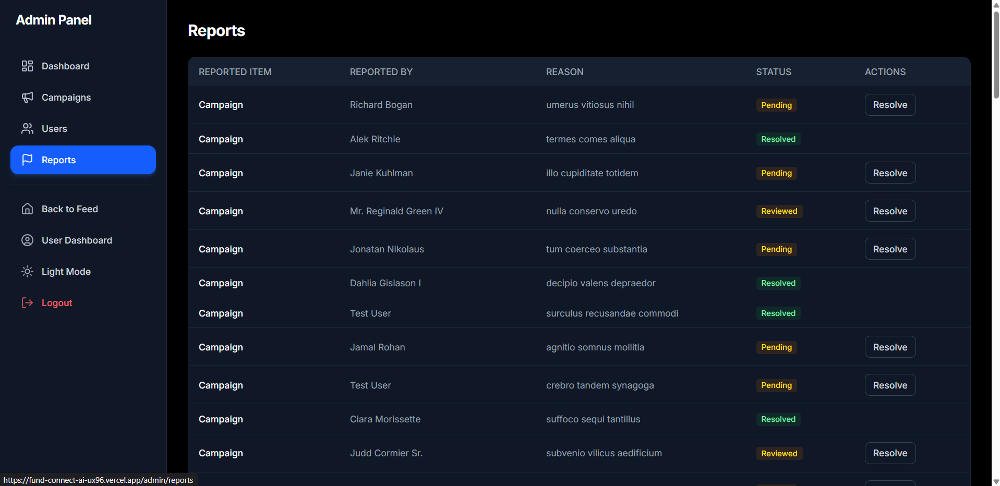 Admin Panel
Dashboard
Campaigns
Users
Reports
Back to Feed
User Dashboard
Light Mode
Logout
Reports
REPORTED ITEM REPORTED BY REASON STATUS ACTIONS
Campaign Richard Bogan umerus vitiosus nihil Pending Resolve
Campaign Alek Ritchie termes comes aliqua Resolved
Campaign Janie Kuhlman illo cupiditate totidem Pending Resolve
Campaign Mr. Reginald Green IV nulla conservo uredo Reviewed Resolve
Campaign Jonatan Nikolaus tum coerceo substantia Pending Resolve
Campaign Dahlia Gislason I decipio valens depraedor Resolved
Campaign Test User surculus recusandae commodi Resolved
Campaign Jamal Rohan agnitio somnus mollitia Pending Resolve
Campaign Test User crebro tandem synagoga Pending Resolve
Campaign Ciara Morissette suffoco sequi tantillus Resolved
Campaign Judd Cormier Sr. subvenio vilicus aedificium Reviewed Resolve
https://fund-connect-ai-ux96.vercel.app/admin/reports